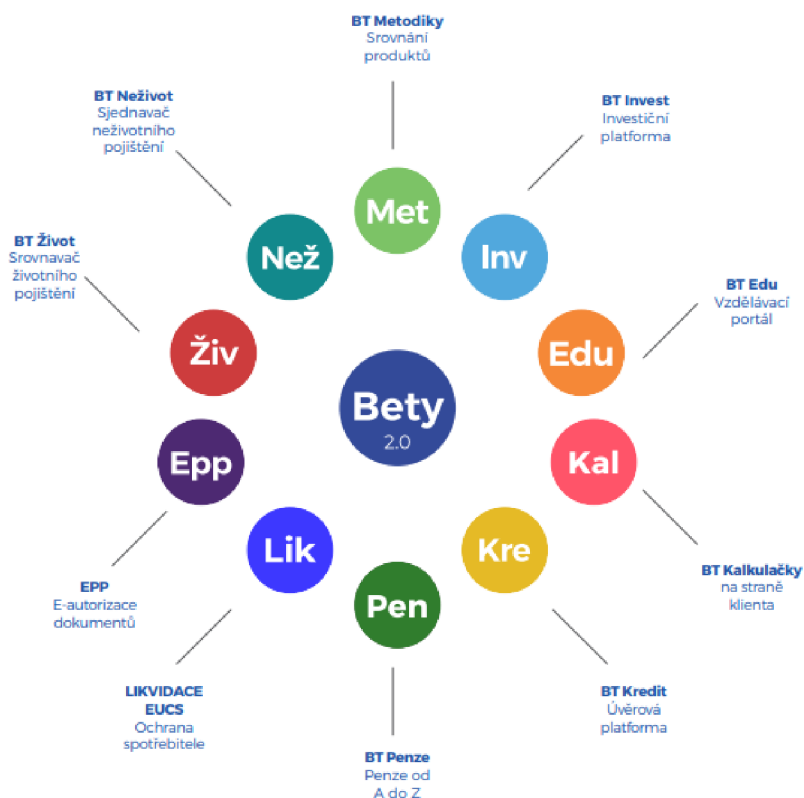 BT Metodiky
Srovnání
produktů
BT Neživot
Sjednavač
neživotního
pojištění
BT Invest
Investiční
platforma
Met
Než
Inv
BT Život
Srovnavač
životního
pojištění
BT Edu
Vzdělávací
portál
Živ
Edu
Bety
2.0
Epp
Kal
Lik
Kre
Pen
EPP
E-autorizace
dokumentů
BT Kalkulačky
na straně
klienta
LIKVIDACE
EUCS
Ochrana
spotřebitele
BT Kredit
Úvěrová
platforma
BT Penze
Penze od
A do Z